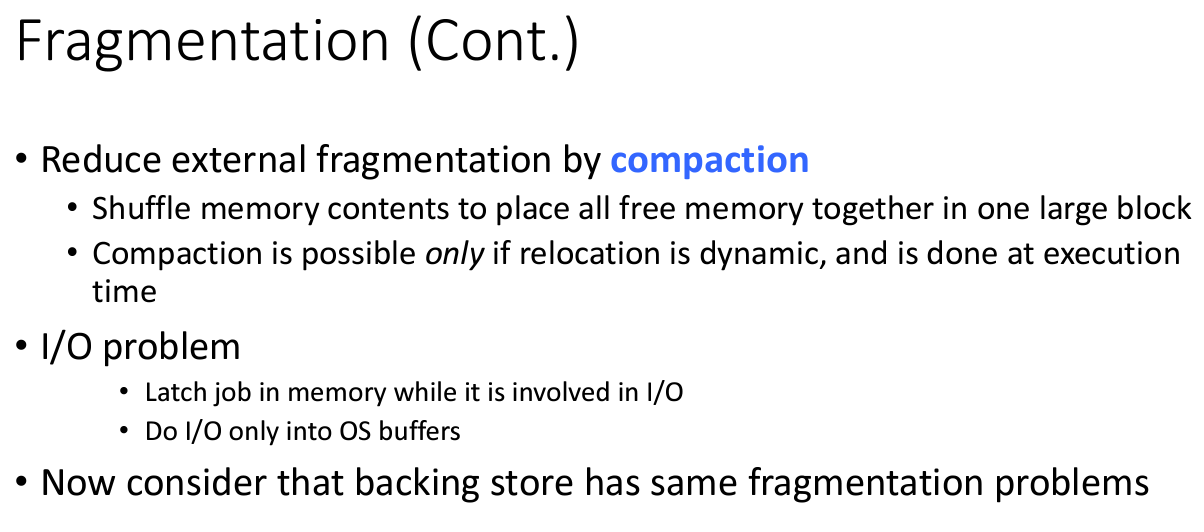 Fragmentation (Cont.)
• Reduce external fragmentation by compaction
• Shuffle memory contents to place all free memory together in one large block
• Compaction is possible only if relocation is dynamic, and is done at execution
time
• I/O problem
• Latch job in memory while it is involved in I/O
• Do I/O only into OS buffers
• Now consider that backing store has same fragmentation problems